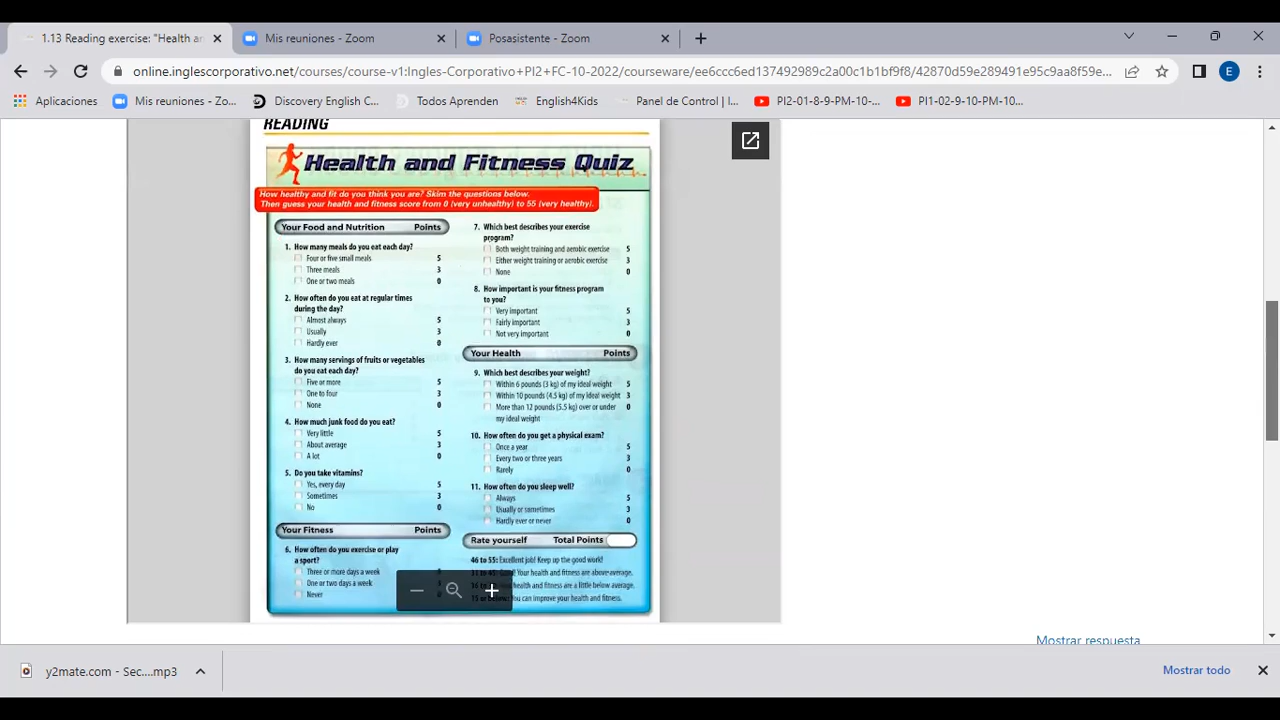 1.13 Reading exercise: "Health an
Mis reuniones - Zoom
Posasistente - Zoom
online.inglescorporativo.net/courses/course-v1:Ingles-Corporativo+PI2+FC-10-2022/courseware/ee6ccc6ed137492989c2a00c1b1bf9f8/42870d59e289491e95c9aa8f59e...
E
Aplicaciones
Mis reuniones - Zo...
Discovery English C...
Todos Aprenden
English4Kids
Panel de Control | I...
PI2-01-8-9-PM-10-...
PI1-02-9-10-PM-10...
READING
Health and Fitness Quiz
How healthy and fit do you think you are? Skim the questions below.
Then guess your health and fitness score from 0 (very unhealthy) to 55 (very healthy).
Your Food and Nutrition Points
1. How many meals do you eat each day?
Four or five small meals 5
Three meals 3
One or two meals 0
2. How often do you eat at regular times
during the day?
Almost always 5
Usually 3
Hardly ever 0
3. How many servings of fruits or vegetables
do you eat each day?
Five or more 5
One to four 3
None 0
4. How much junk food do you eat?
Very little 5
About average 3
A lot 0
5. Do you take vitamins?
Yes, every day 5
Sometimes 3
No 0
Your Fitness Points
6. How often do you exercise or play
a sport?
Three or more days a week
One or two days a week
Never
7. Which best describes your exercise
program?
Both weight training and aerobic exercise 5
Either weight training or aerobic exercise 3
None 0
8. How important is your fitness program
to you?
Very important 5
Fairly important 3
Not very important 0
Your Health Points
9. Which best describes your weight?
Within 6 pounds (3 kg) of my ideal weight 5
Within 10 pounds (4.5 kg) of my ideal weight 3
More than 12 pounds (5.5 kg) over or under 0
my ideal weight
10. How often do you get a physical exam?
Once a year 5
Every two or three years 3
Rarely 0
11. How often do you sleep well?
Always 5
Usually or sometimes 3
Hardly ever or never 0
Rate yourself Total Points
46 to 55: Excellent job! Keep up the good work!
Your health and fitness are above average.
health and fitness are a little below average.
You can improve your health and fitness.
Mostrar respuesta
y2mate.com - Sec....mp3
Mostrar todo